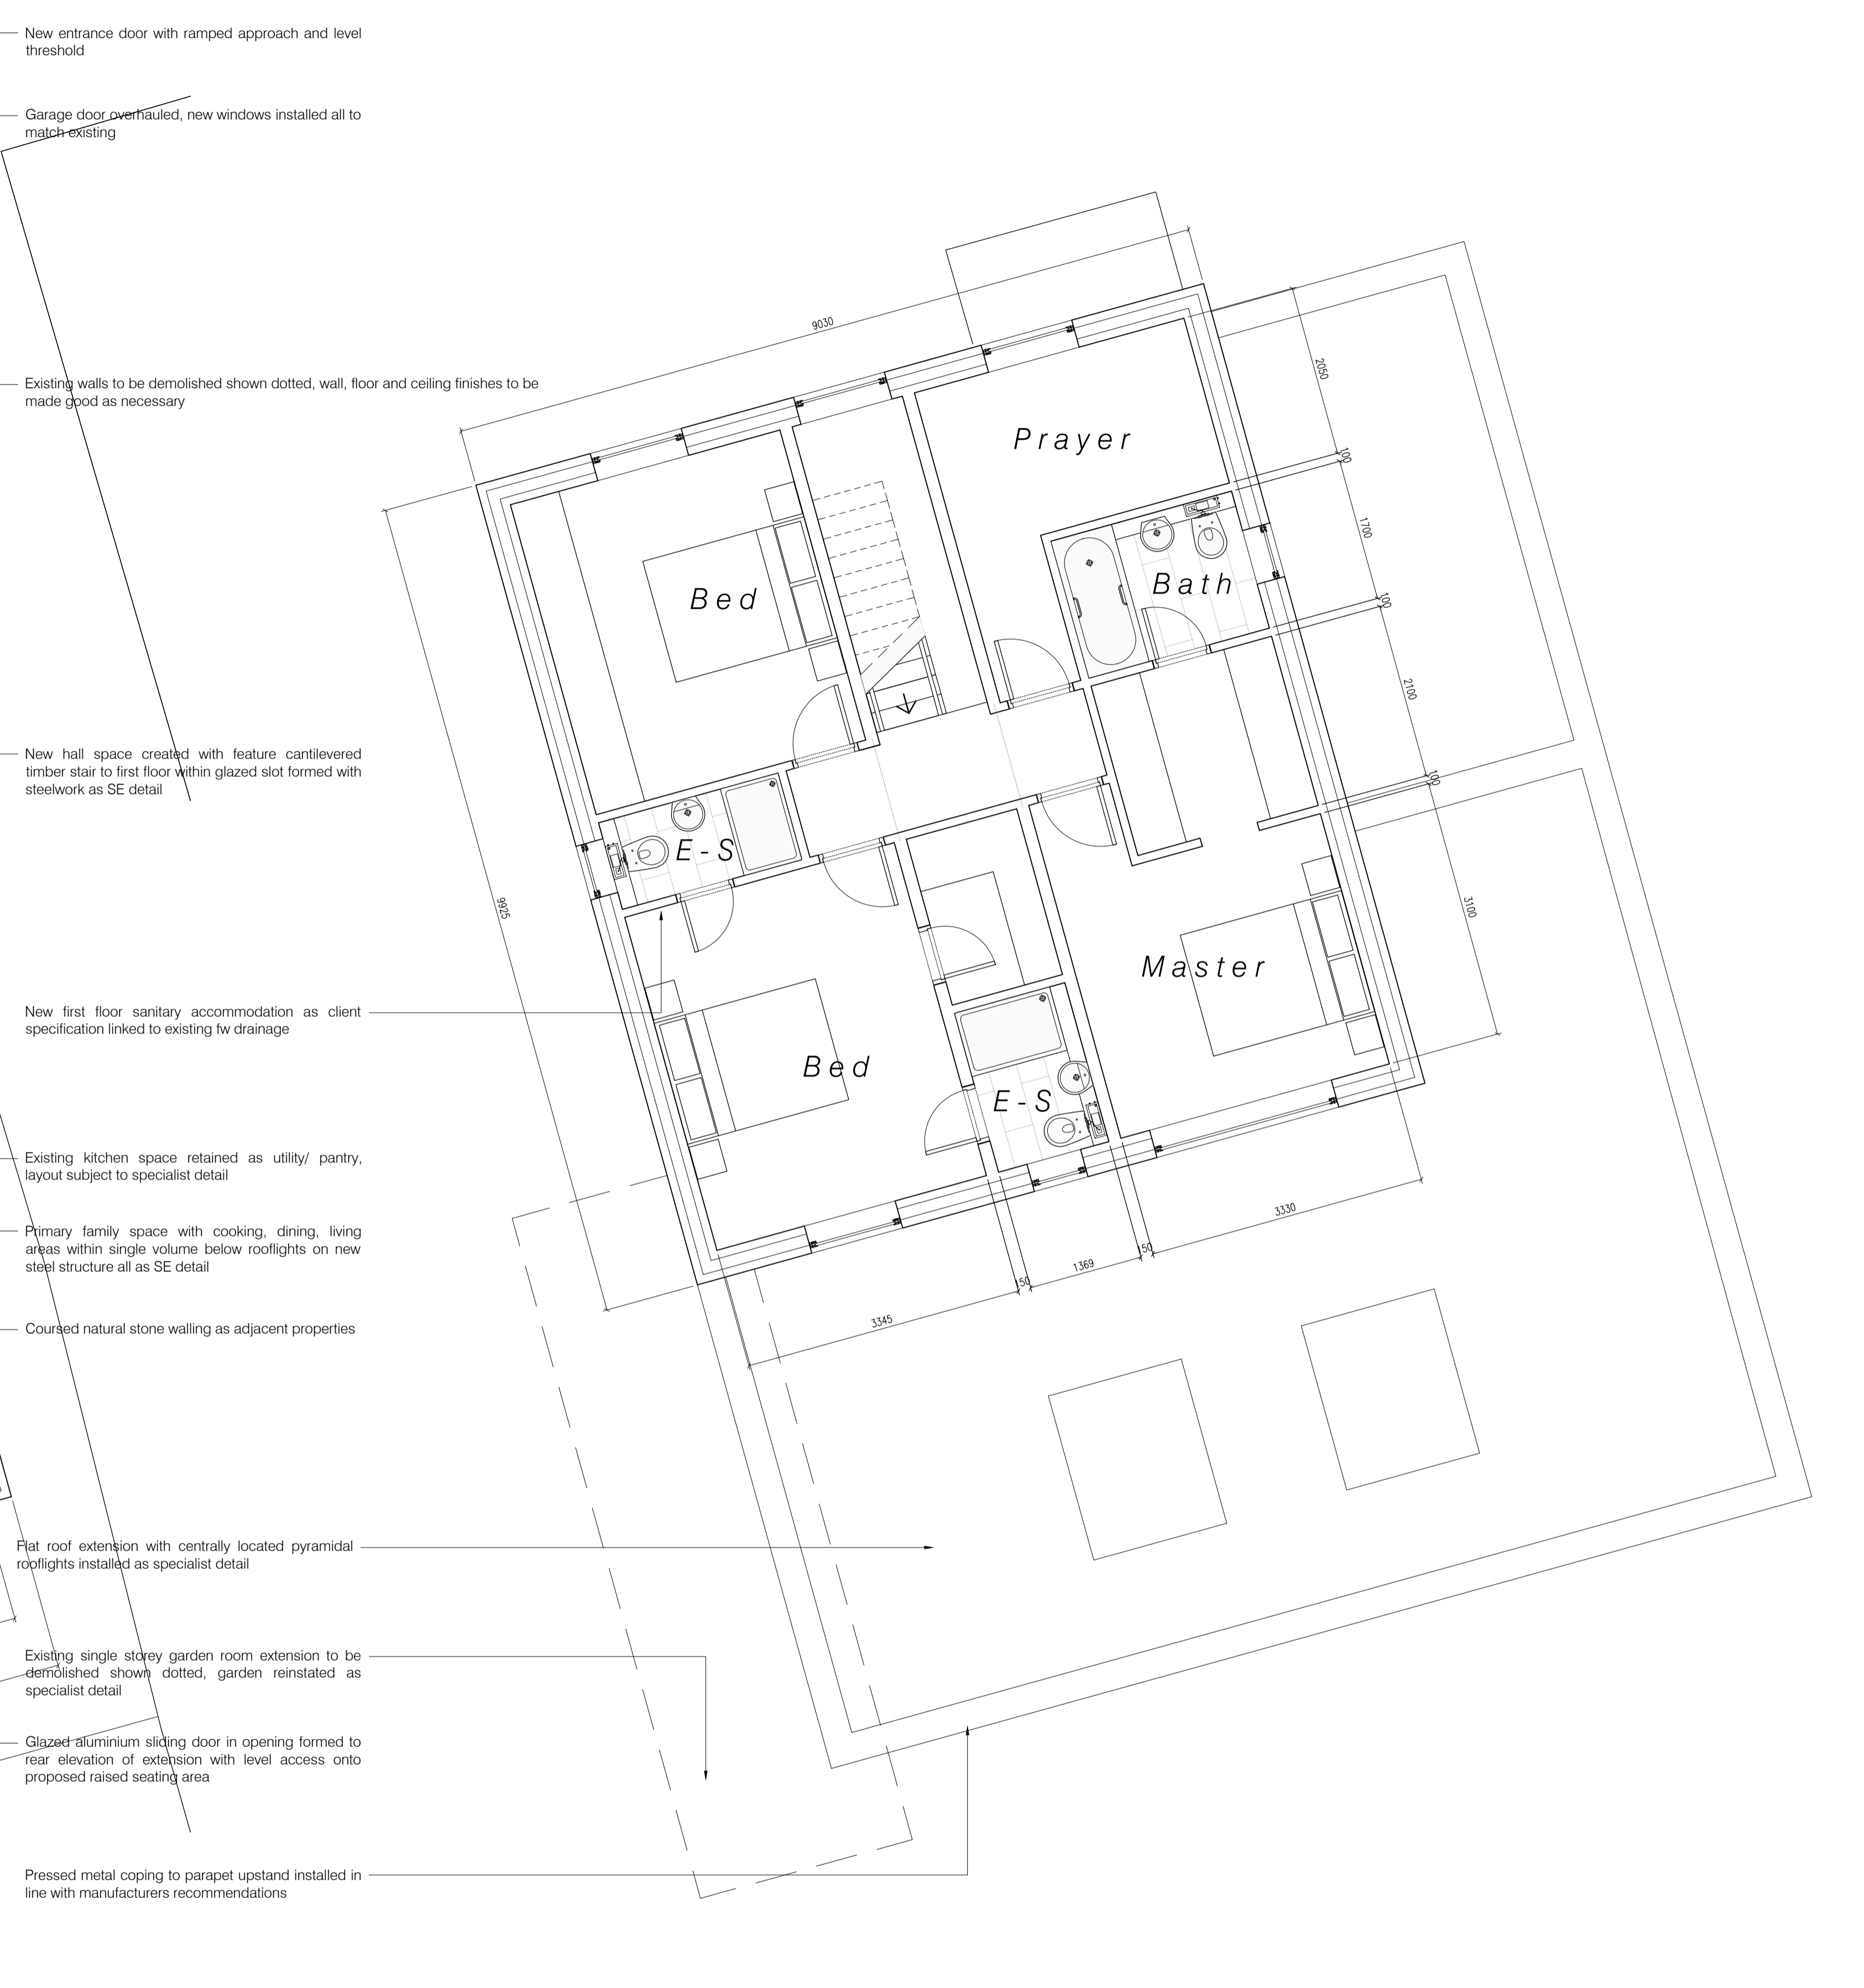 New entrance door with ramped approach and level
threshold
Garage door overhauled, new windows installed all to
match existing
Existing walls to be demolished shown dotted, wall, floor and ceiling finishes to be
made good as necessary
New hall space created with feature cantilevered
timber stair to first floor within glazed slot formed with
steelwork as SE detail
New first floor sanitary accommodation as client
specification linked to existing fw drainage
Existing kitchen space retained as utility/ pantry,
layout subject to specialist detail
Primary family space with cooking, dining, living
areas within single volume below rooflights on new
steel structure all as SE detail
Coursed natural stone walling as adjacent properties
Flat roof extension with centrally located pyramidal
rooflights installed as specialist detail
Existing single storey garden room extension to be
demolished shown dotted, garden reinstated as
specialist detail
Glazed aluminium sliding door in opening formed to
rear elevation of extension with level access onto
proposed raised seating area
Pressed metal coping to parapet upstand installed in
line with manufacturers recommendations
9030
2050
Prayer
100
1700
Bed
Bath
100
2100
100
E-S
9925
3100
Master
Bed
E-S
3330
150
1369
150
3345